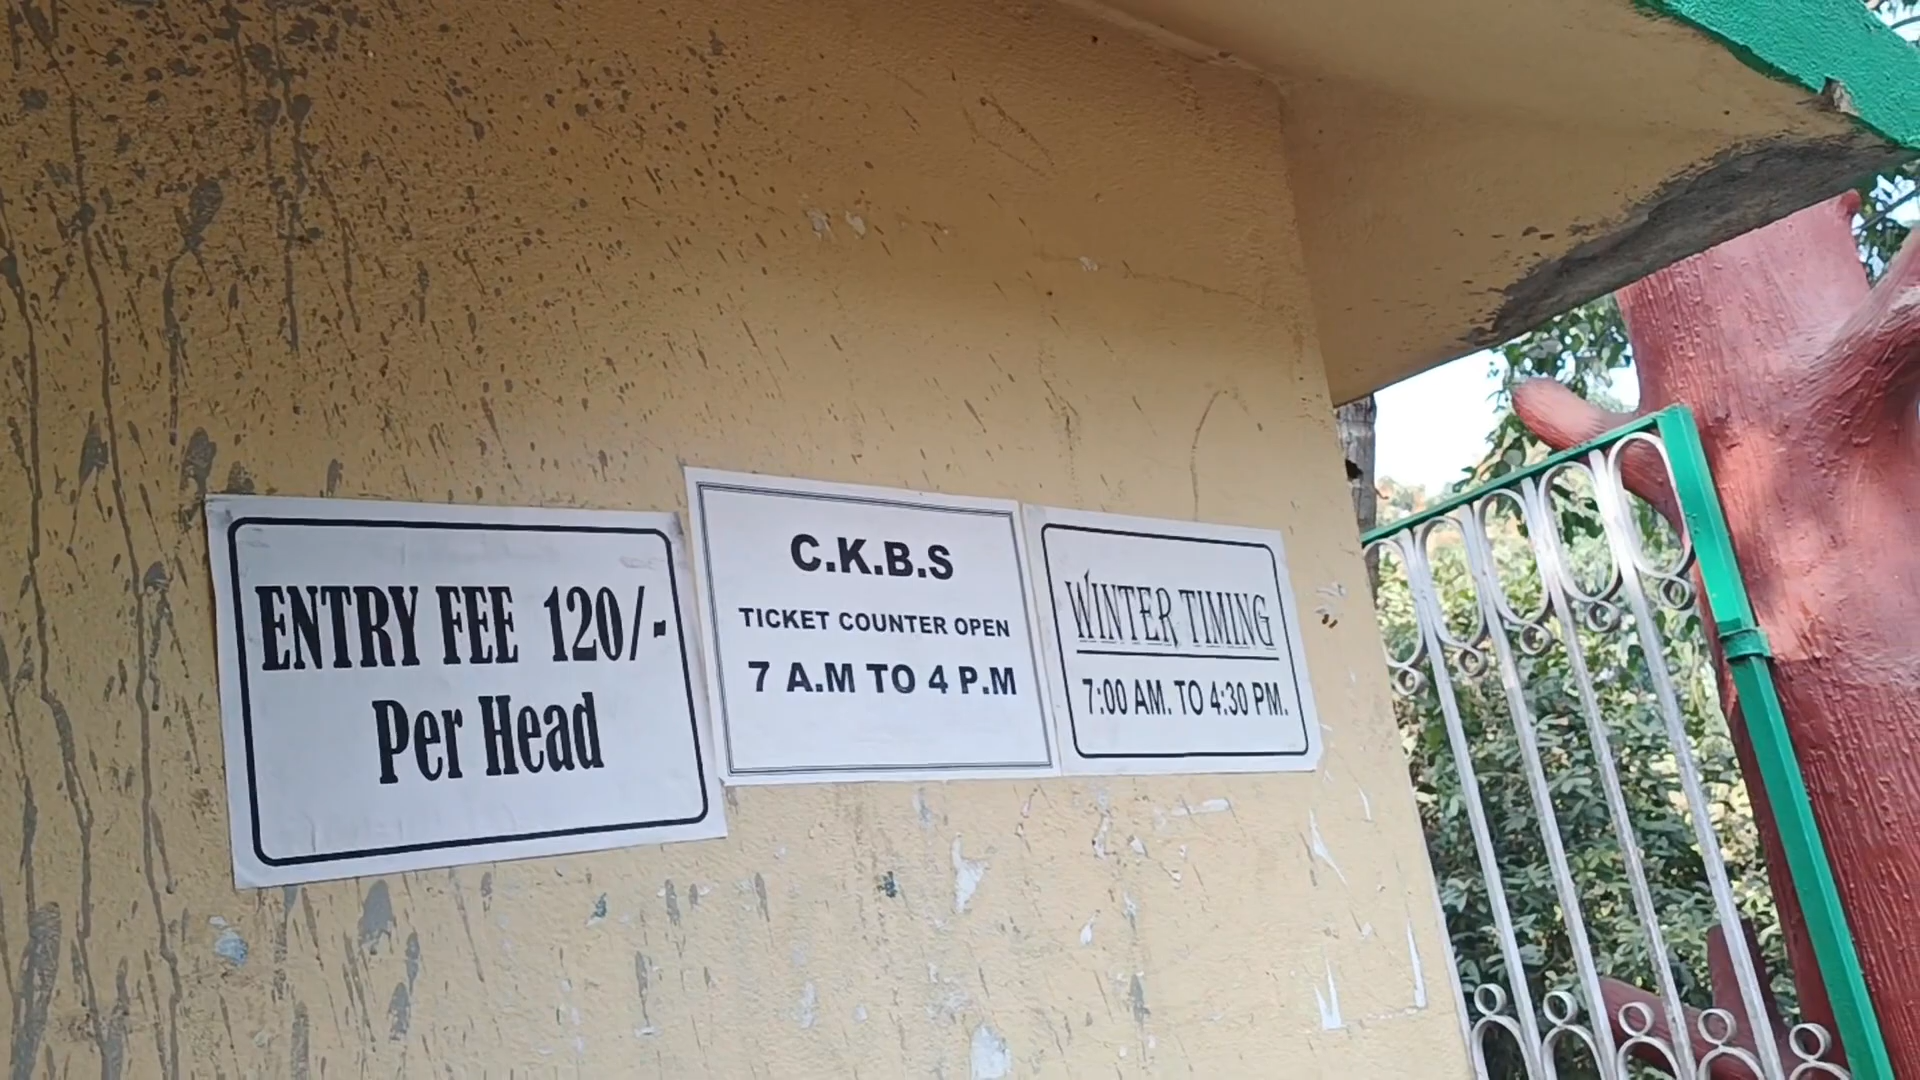 ENTRY FEE 120/-
Per Head
C.K.B.S
TICKET COUNTER OPEN
7 A.M TO 4 P.M
WINTER TIMING
7:00 AM. TO 4:30 PM.